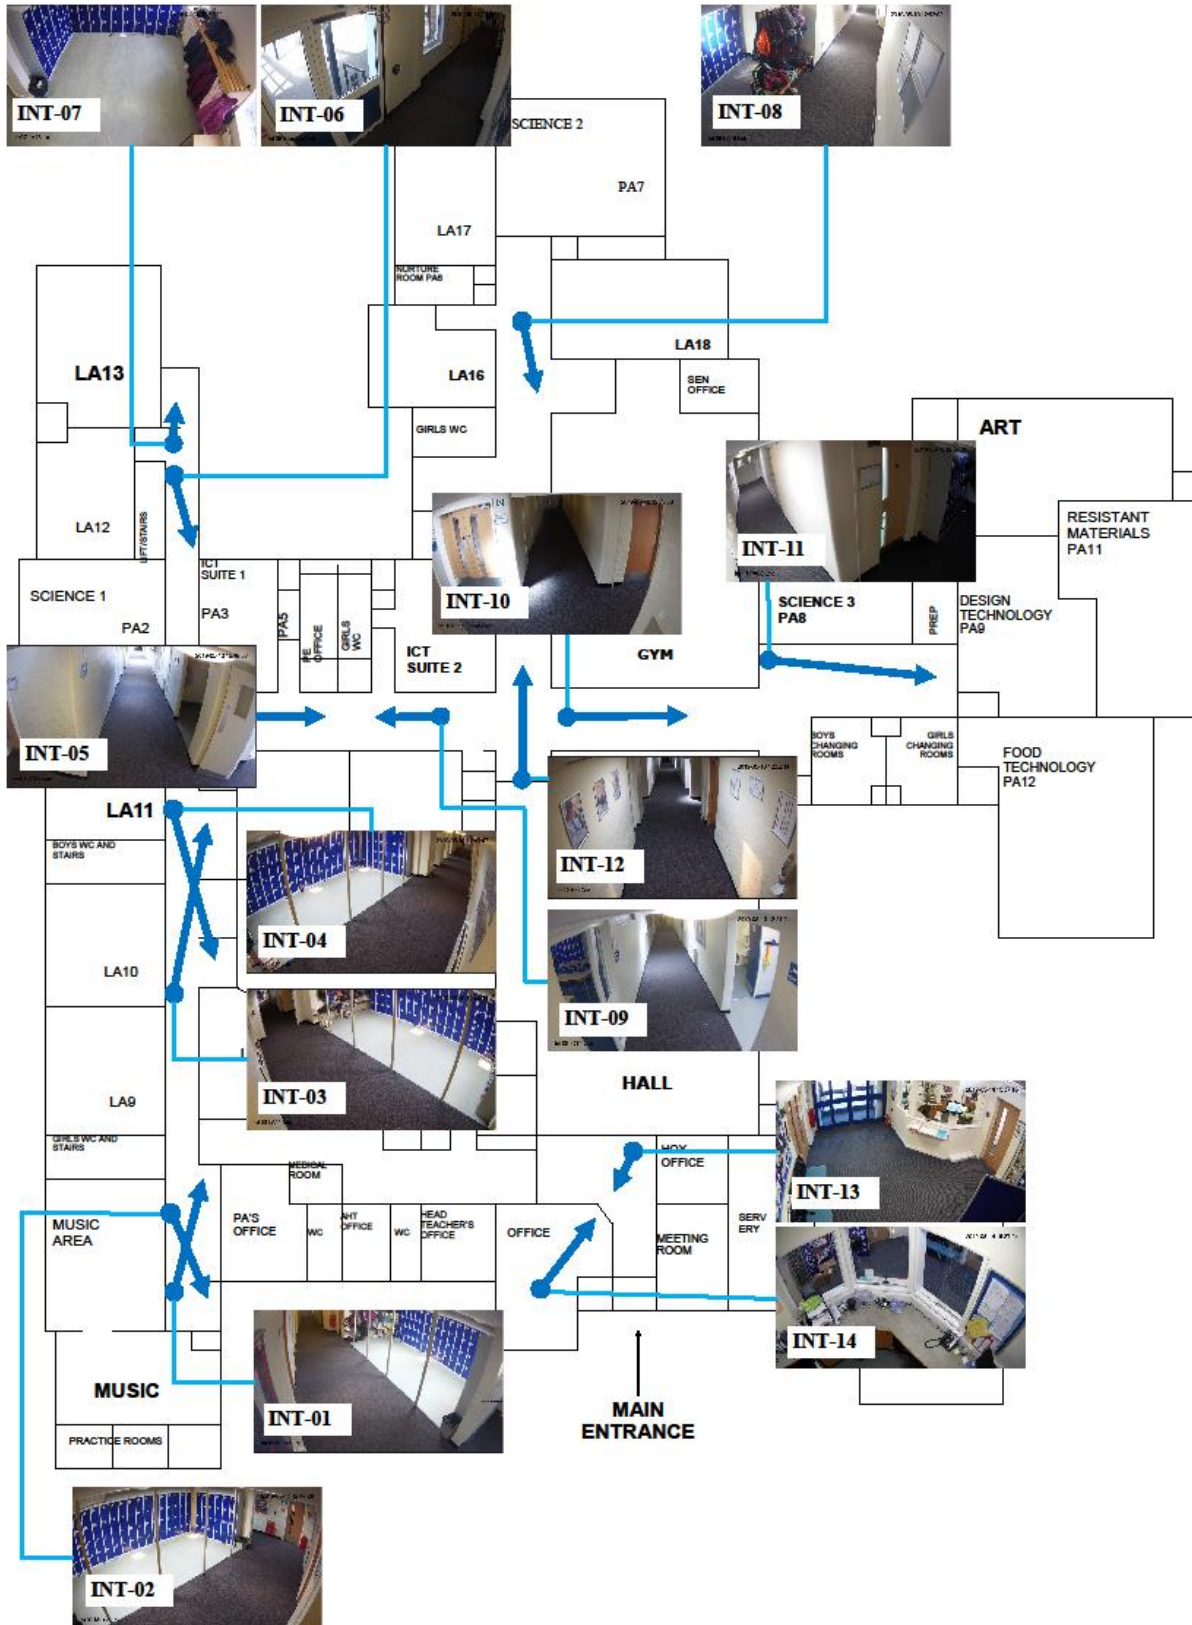 INT-07
INT-06
INT-08
SCIENCE 2
PA7
LA17
NURTURE
ROOM PA6
LA13
LA16
LA18
SEN
OFFICE
GIRLS WC
ART
LA12
LIFT/STAIRS
RESISTANT
MATERIALS
PA11
INT-11
INT-10
SCIENCE 1
PA2
ICT
SUITE 1
PA3
PA5
PE
OFFICE
GIRLS
WC
ICT
SUITE 2
GYM
SCIENCE 3
PA8
PREP
DESIGN
TECHNOLOGY
PA9
INT-05
BOYS
CHANGING
ROOMS
GIRLS
CHANGING
ROOMS
FOOD
TECHNOLOGY
PA12
LA11
BOYS WC AND
STAIRS
INT-12
INT-04
LA10
INT-09
INT-03
HALL
LA9
GIRLS WC AND
STAIRS
MEDICAL
ROOM
HOY
OFFICE
INT-13
MUSIC
AREA
PA'S
OFFICE
WC
AHT
OFFICE
WC
HEAD
TEACHER'S
OFFICE
OFFICE
MEETING
ROOM
SERV
ERY
INT-14
MUSIC
INT-01
MAIN
ENTRANCE
PRACTICE ROOMS
INT-02